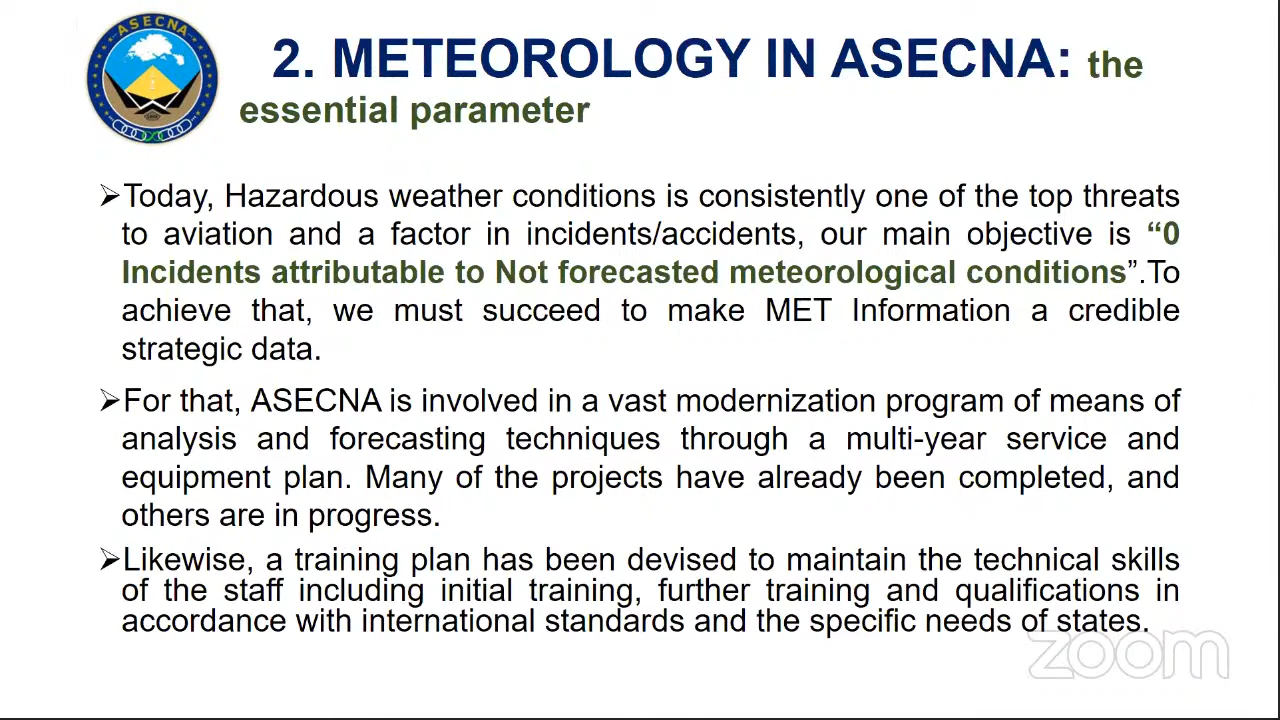 ASECNA
2. METEOROLOGY IN ASECNA: the
essential parameter
➢Today, Hazardous weather conditions is consistently one of the top threats
to aviation and a factor in incidents/accidents, our main objective is “0
Incidents attributable to Not forecasted meteorological conditions”.To
achieve that, we must succeed to make MET Information a credible
strategic data.
➢For that, ASECNA is involved in a vast modernization program of means of
analysis and forecasting techniques through a multi-year service and
equipment plan. Many of the projects have already been completed, and
others are in progress.
➢Likewise, a training plan has been devised to maintain the technical skills
of the staff including initial training, further training and qualifications in
accordance with international standards and the specific needs of states.
zoom